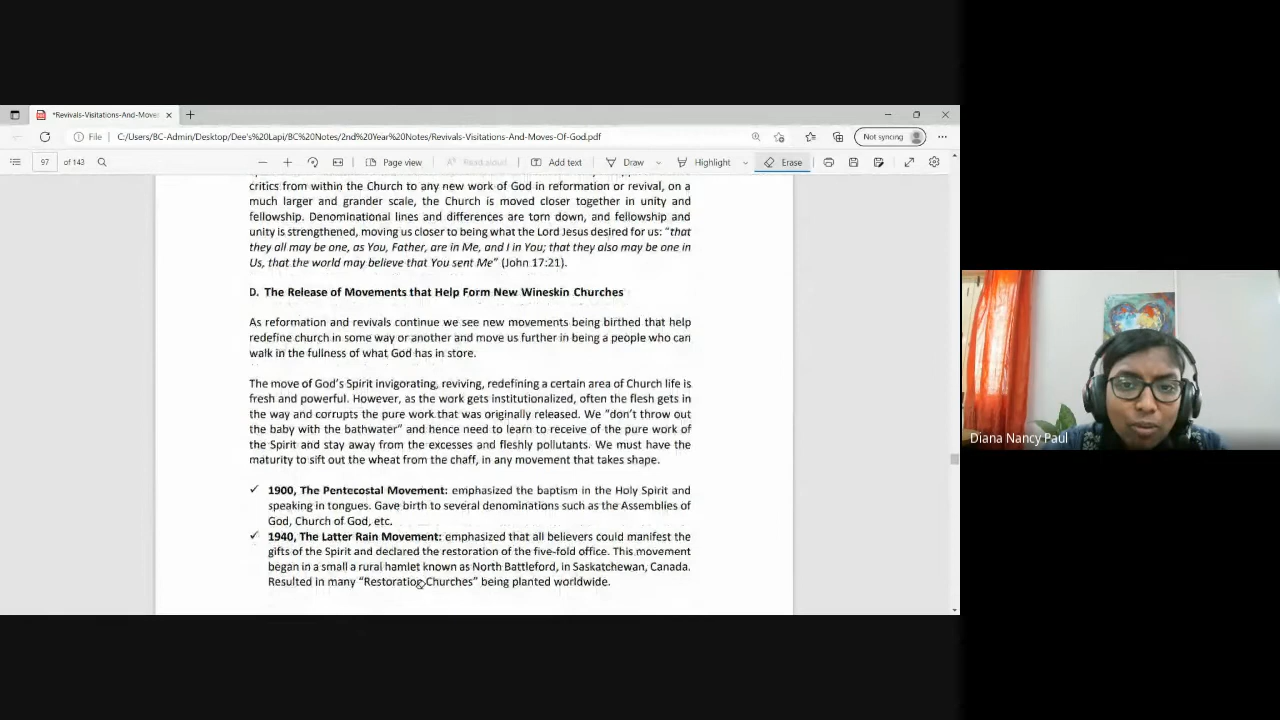 *Revivals-Visitations-And-Moves
File
C:/Users/BC-Admin/Desktop/Dee's%20Lapi/BC%20Notes/2nd%20Year%20Notes/Revivals-Visitations-And-Moves-Of-God.pdf
Not syncing
97 of 143
Page view
Read aloud
Add text
Draw
Highlight
Erase
critics from within the Church to any new work of God in reformation or revival, on a
much larger and grander scale, the Church is moved closer together in unity and
fellowship. Denominational lines and differences are torn down, and fellowship and
unity is strengthened, moving us closer to being what the Lord Jesus desired for us: "that
they all may be one, as You, Father, are in Me, and I in You; that they also may be one in
Us, that the world may believe that You sent Me" (John 17:21).
D. The Release of Movements that Help Form New Wineskin Churches
As reformation and revivals continue we see new movements being birthed that help
redefine church in some way or another and move us further in being a people who can
walk in the fullness of what God has in store.
The move of God's Spirit invigorating, reviving, redefining a certain area of Church life is
fresh and powerful. However, as the work gets institutionalized, often the flesh gets in
the way and corrupts the pure work that was originally released. We "don't throw out
the baby with the bathwater" and hence need to learn to receive of the pure work of
the Spirit and stay away from the excesses and fleshly pollutants. We must have the
maturity to sift out the wheat from the chaff, in any movement that takes shape.
✓ 1900, The Pentecostal Movement: emphasized the baptism in the Holy Spirit and
speaking in tongues. Gave birth to several denominations such as the Assemblies of
God, Church of God, etc.
✓ 1940, The Latter Rain Movement: emphasized that all believers could manifest the
gifts of the Spirit and declared the restoration of the five-fold office. This movement
began in a small a rural hamlet known as North Battleford, in Saskatchewan, Canada.
Resulted in many "Restoration Churches" being planted worldwide.
Diana Nancy Paul